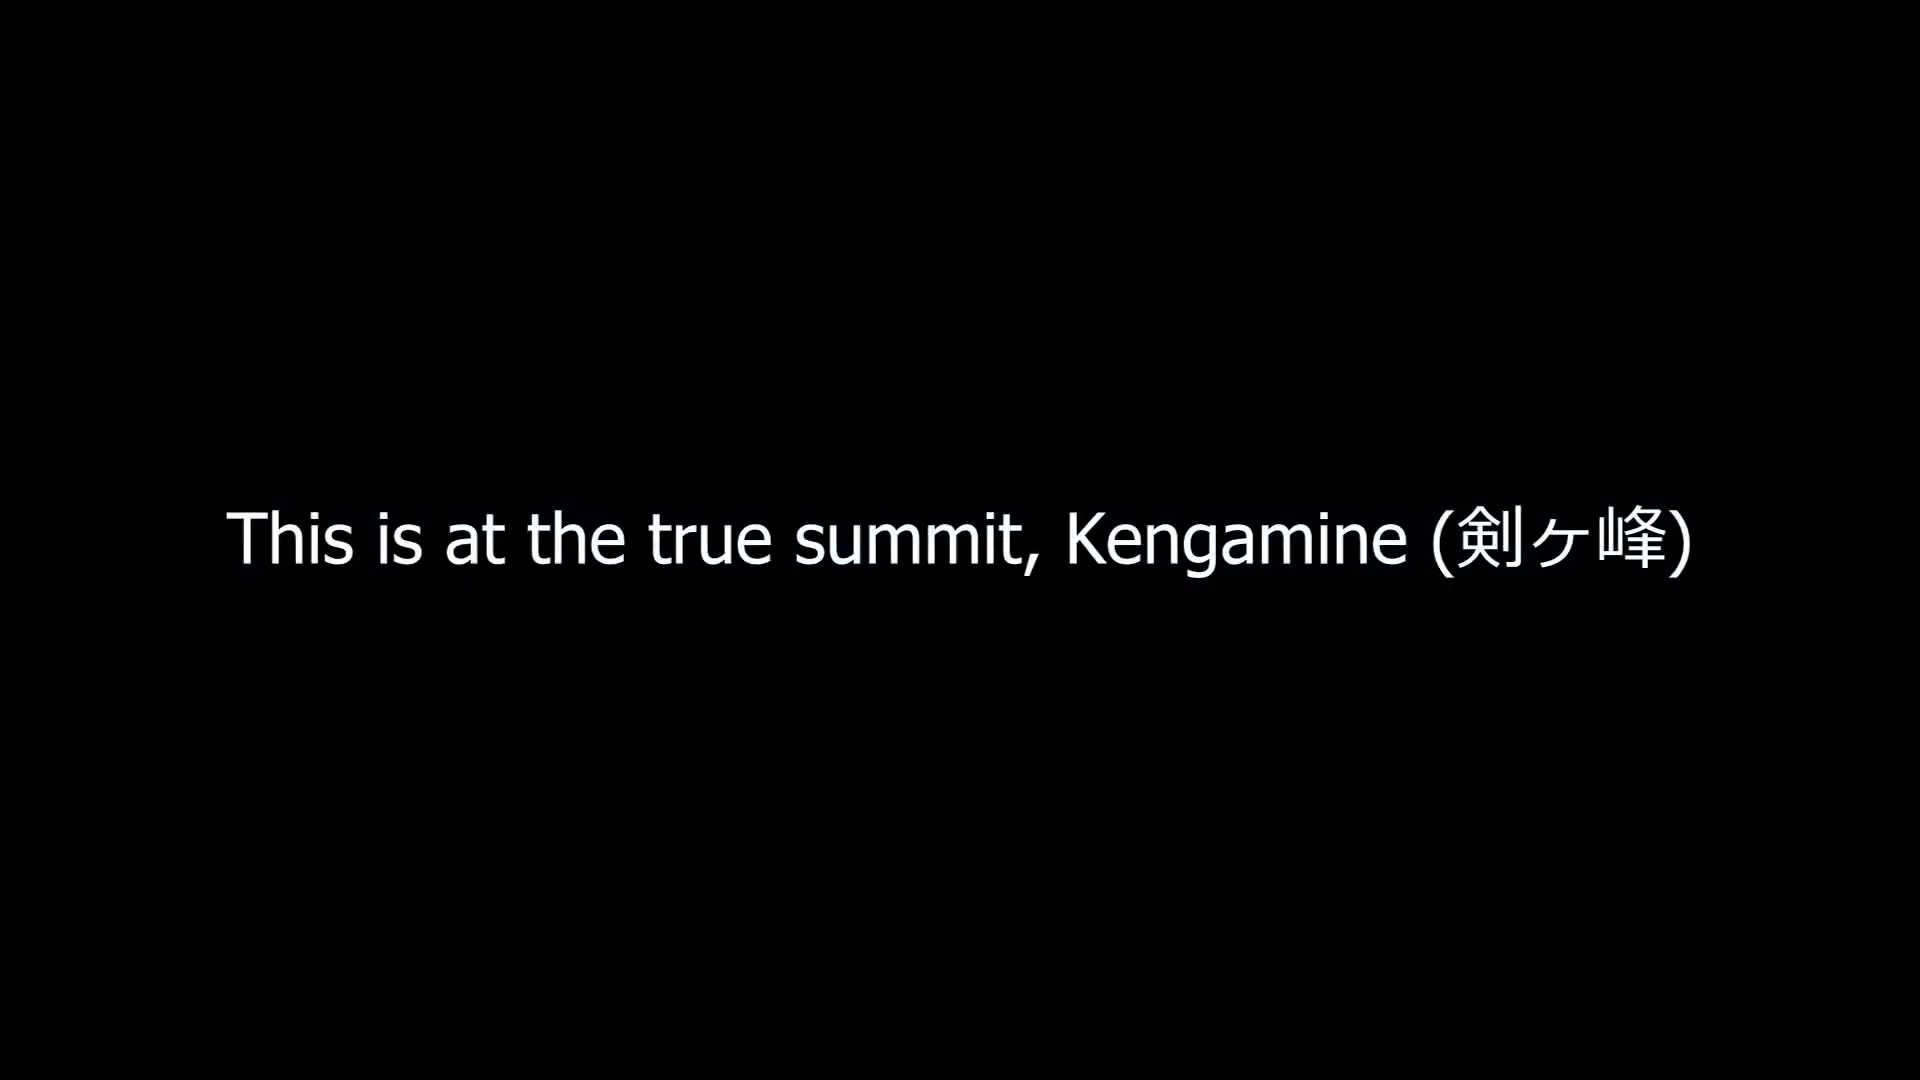 This is at the true summit, Kengamine (剣ヶ峰)